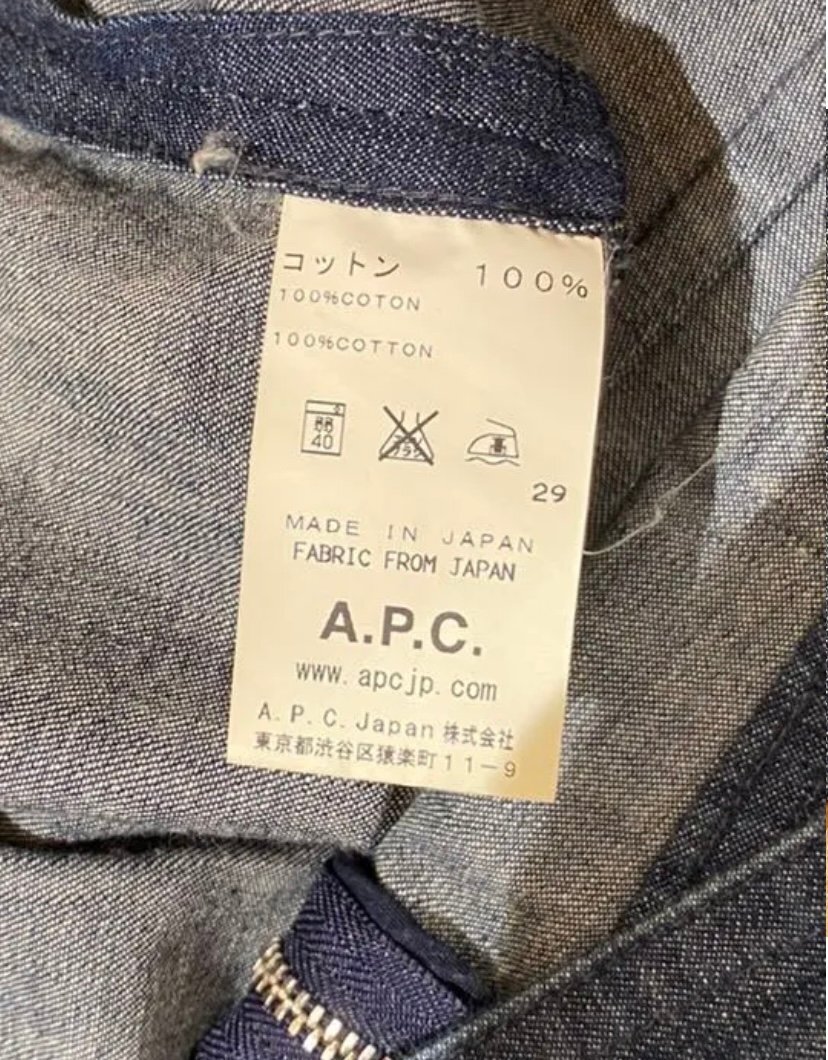 コットン 100%
100%COTON
100%COTTON
40
29
MADE IN JAPAN
FABRIC FROM JAPAN
A.P.C.
www.apcjp.com
A.P.C.Japan 株式会社
東京都渋谷区猿楽町11-9